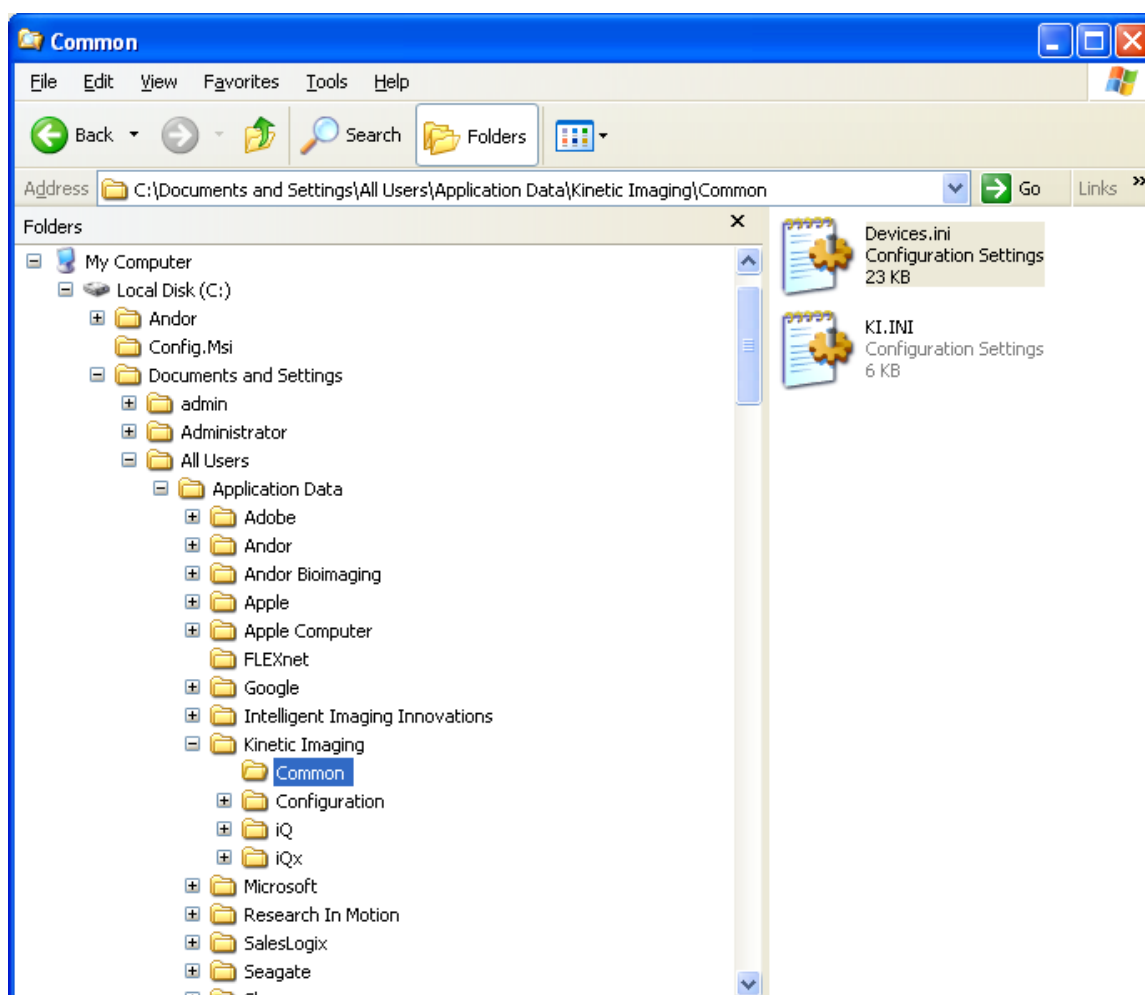 Common
File Edit View Favorites Tools Help
Back Search Folders
Address C:\Documents and Settings\All Users\Application Data\Kinetic Imaging\Common Go Links »
Folders
My Computer
Local Disk (C:)
Andor
Config.Msi
Documents and Settings
admin
Administrator
All Users
Application Data
Adobe
Andor
Andor Bioimaging
Apple
Apple Computer
FLEXnet
Google
Intelligent Imaging Innovations
Kinetic Imaging
Common
Configuration
iQ
iQx
Microsoft
Research In Motion
SalesLogix
Seagate
Devices.ini
Configuration Settings
23 KB
KI.INI
Configuration Settings
6 KB